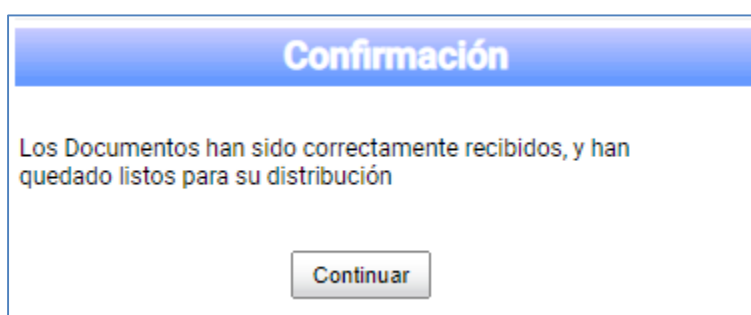 Confirmación
Los Documentos han sido correctamente recibidos, y han
quedado listos para su distribución
Continuar